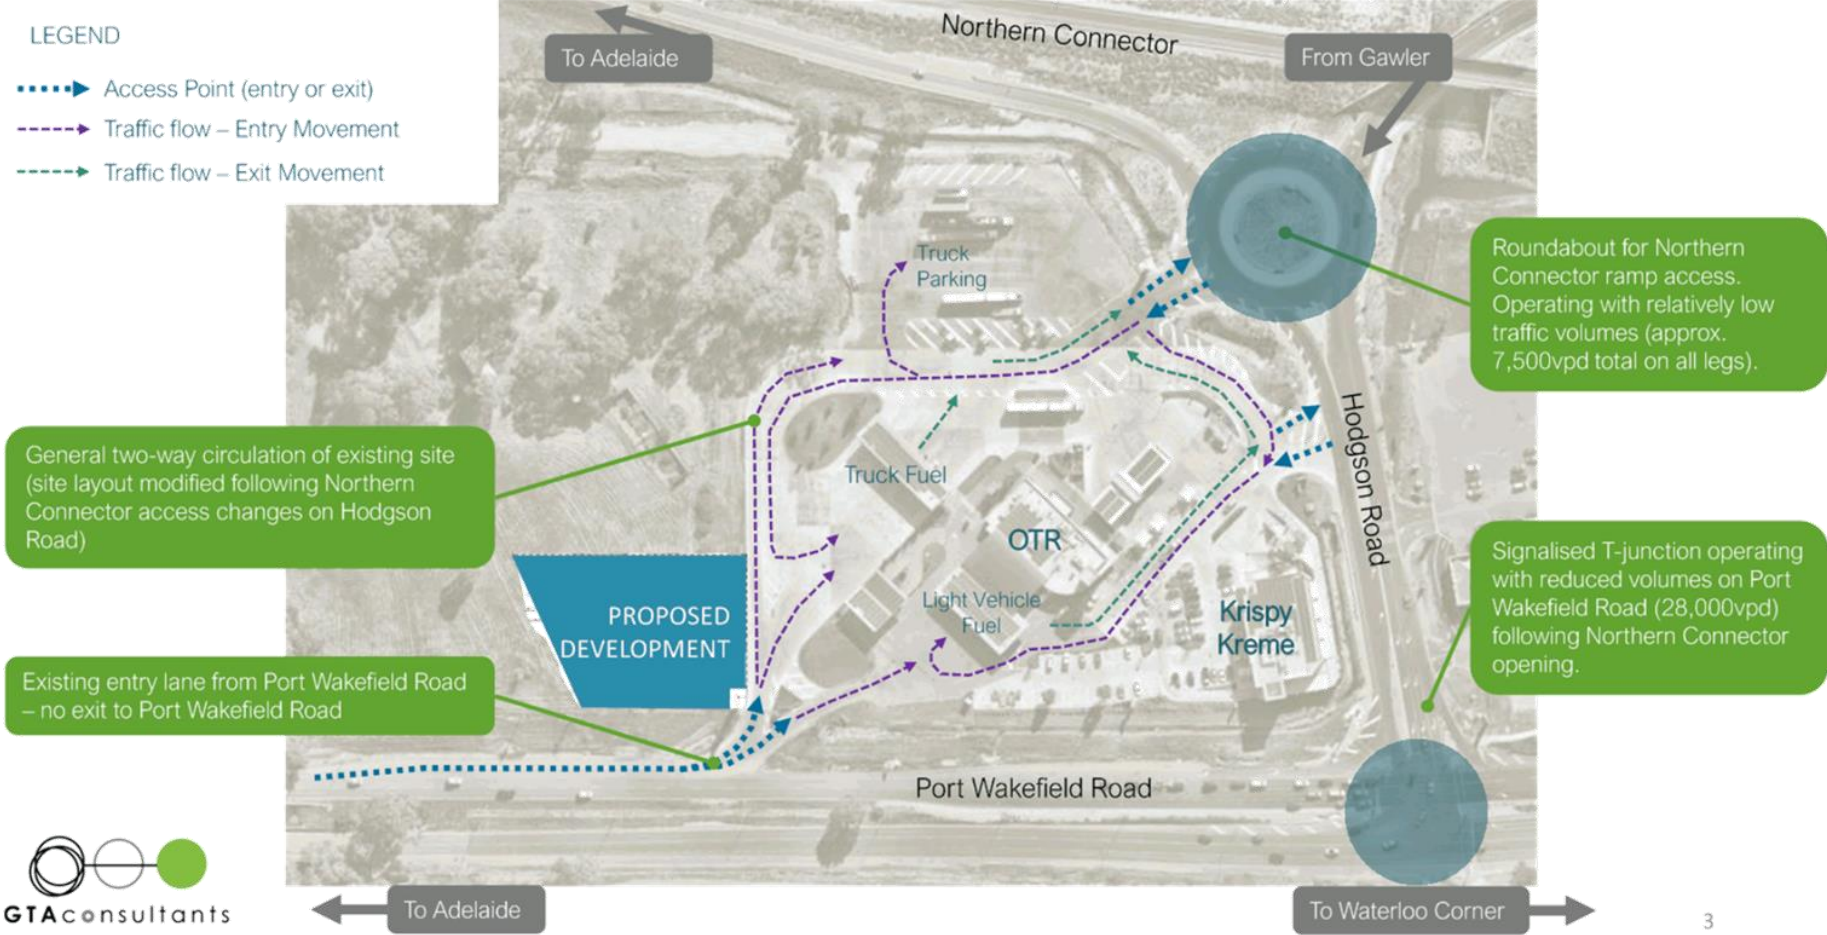 LEGEND
Access Point (entry or exit)
Traffic flow – Entry Movement
Traffic flow – Exit Movement
To Adelaide
Northern Connector
From Gawler
Truck
Parking
Roundabout for Northern
Connector ramp access.
Operating with relatively low
traffic volumes (approx.
7,500vpd total on all legs).
Hodgson Road
General two-way circulation of existing site
(site layout modified following Northern
Connector access changes on Hodgson
Road)
Truck Fuel
OTR
Signalised T-junction operating
with reduced volumes on Port
Wakefield Road (28,000vpd)
following Northern Connector
opening.
PROPOSED
DEVELOPMENT
Light Vehicle
Fuel
Krispy
Kreme
Existing entry lane from Port Wakefield Road
– no exit to Port Wakefield Road
Port Wakefield Road
GTAconsultants
To Adelaide
To Waterloo Corner
3